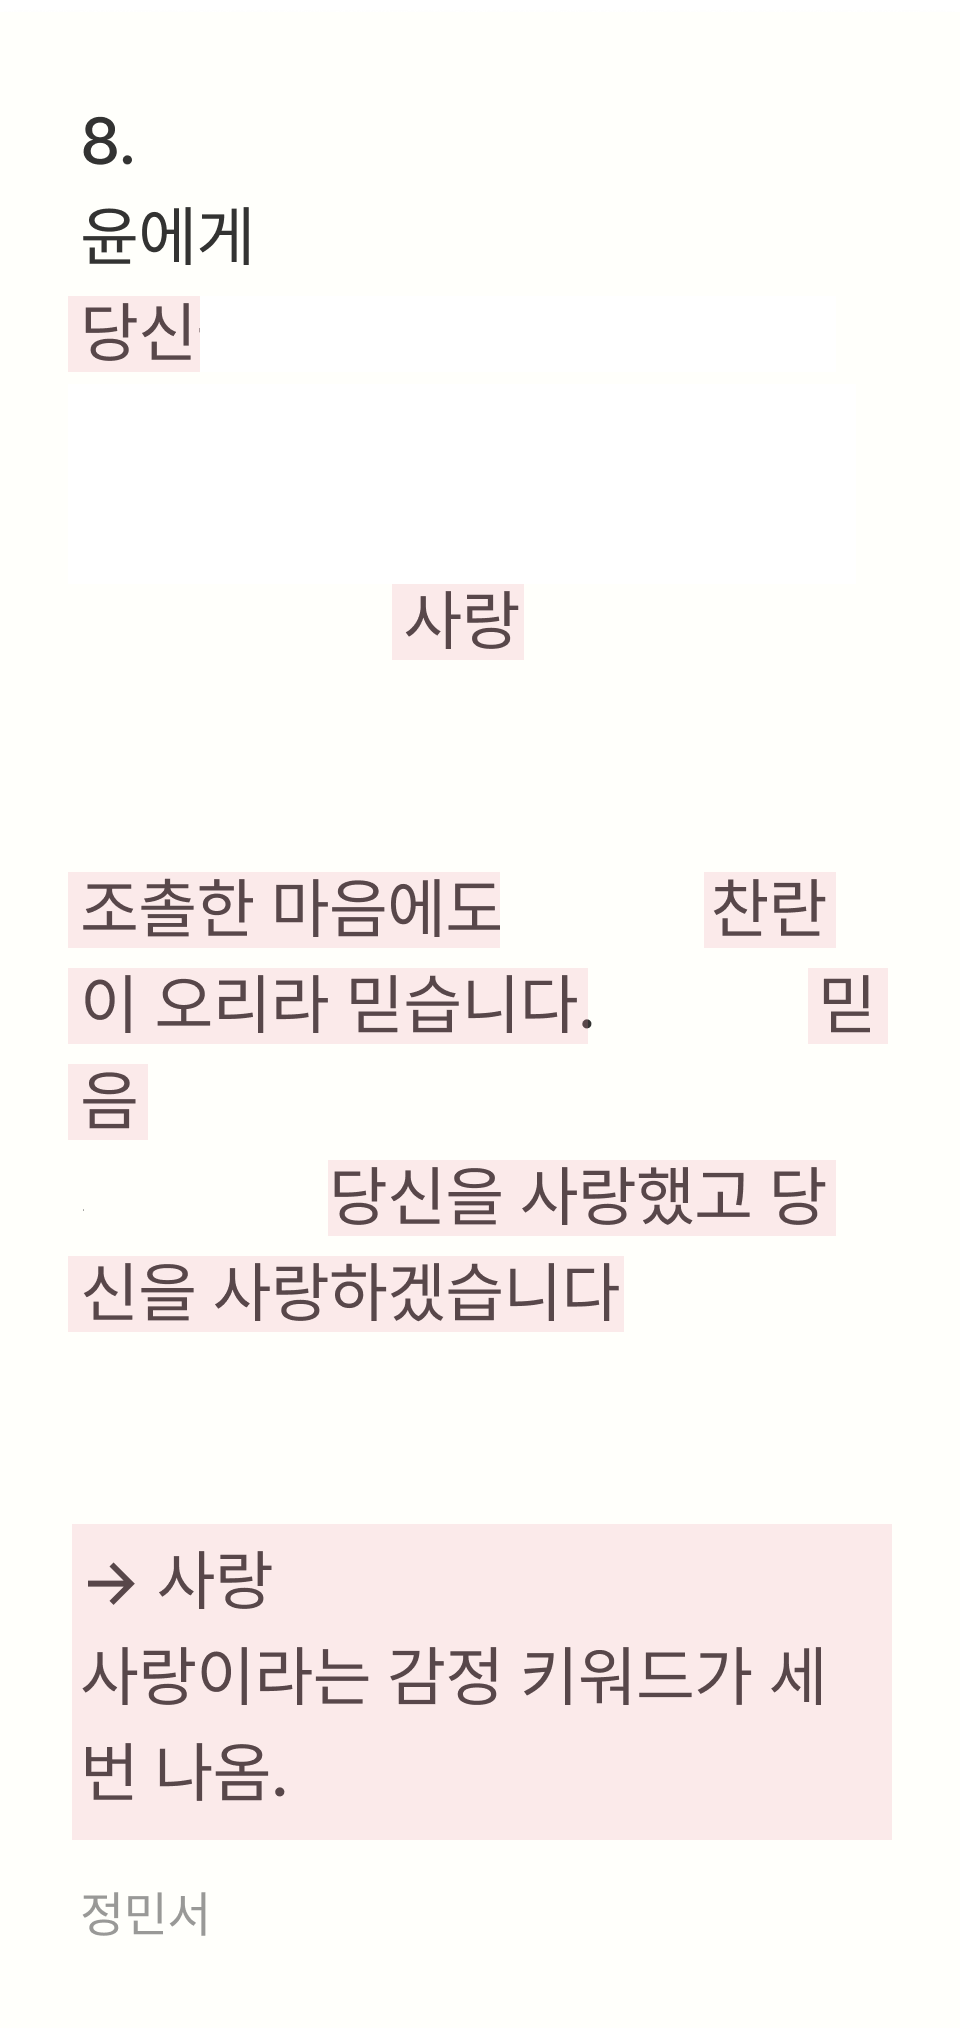 8.
윤에게
당신
사랑
조촐한 마음에도 찬란
이 오리라 믿습니다. 믿
음
당신을 사랑했고 당
신을 사랑하겠습니다
→ 사랑
사랑이라는 감정 키워드가 세
번 나옴.
정민서